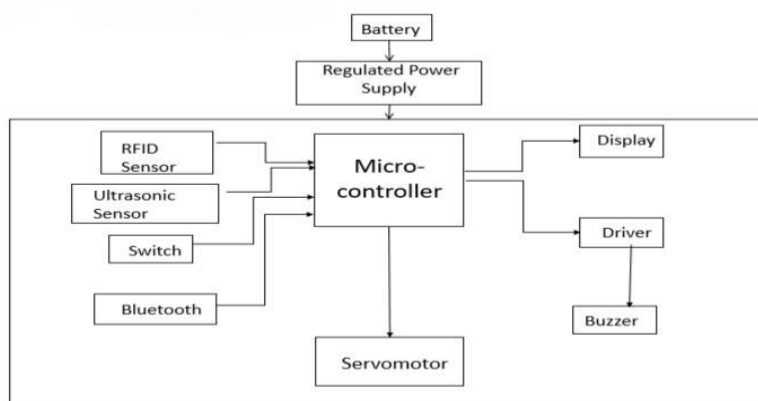 Battery
Regulated Power
Supply
RFID
Sensor
Ultrasonic
Sensor
Switch
Bluetooth
Micro-
controller
Display
Driver
Buzzer
Servomotor